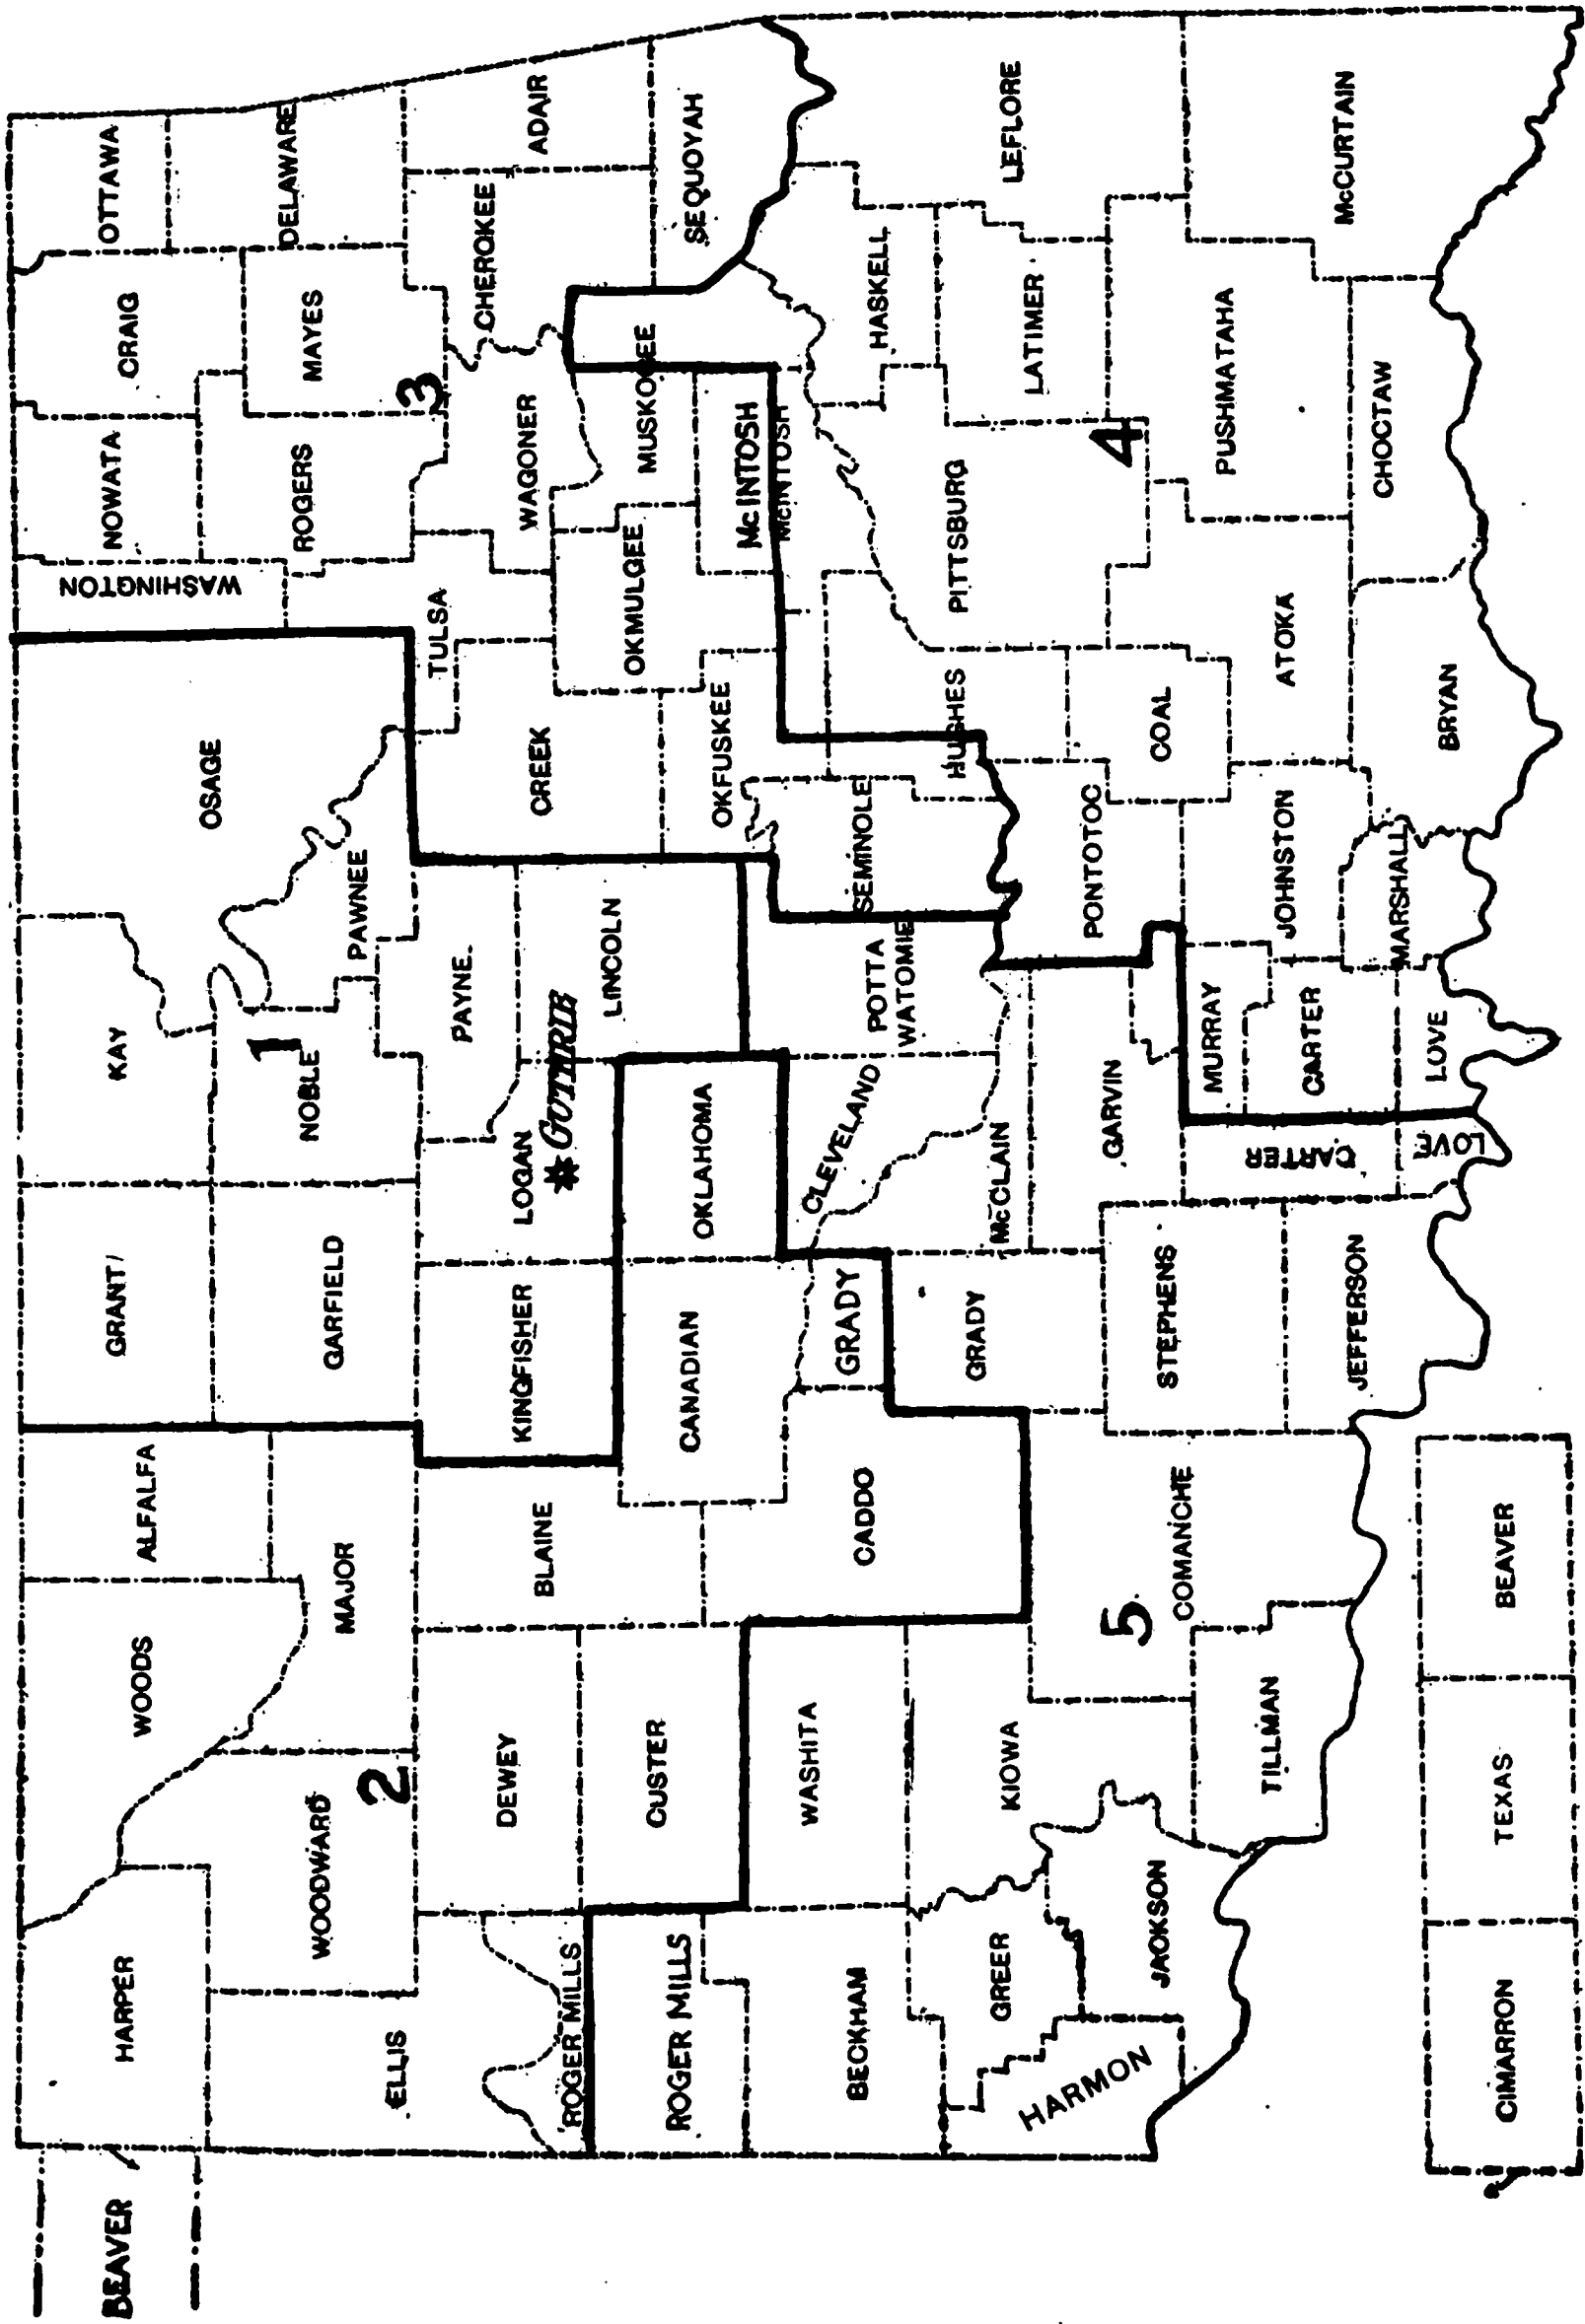 BEAVER
HARPER
WOODS
ALFALFA
GRANT
KAY
OSAGE
WASHINGTON
NOWATA
CRAIG
OTTAWA
ELLIS
WOODWARD
2
MAJOR
GARFIELD
NOBLE
1
PAWNEE
ROGERS
MAYES
DELAWARE
3
ROGER MILLS
DEWEY
BLAINE
KINGFISHER
LOGAN
*GUTHRIE
PAYNE
CREEK
TULSA
WAGONER
CHEROKEE
ADAIR
ROGER MILLS
CUSTER
CANADIAN
OKLAHOMA
LINCOLN
OKFUSKEE
OKMULGEE
MUSKOGEE
SEQUOYAH
McINTOSH
McINTOSH
BECKHAM
WASHITA
CADDO
GRADY
CLEVELAND
POTTA
WATOMIE
SEMINOLE
HUGHES
PITTSBURG
HASKELL
LEFLORE
GREER
KIOWA
GRADY
McCLAIN
LATIMER
HARMON
JACKSON
5
COMANCHE
STEPHENS
GARVIN
PONTOTOC
COAL
4
PUSHMATAHA
TILLMAN
JEFFERSON
CARTER
MURRAY
CARTER
JOHNSTON
ATOKA
McCURTAIN
LOVE
LOVE
MARSHALL
BRYAN
CHOCTAW
CIMARRON
TEXAS
BEAVER